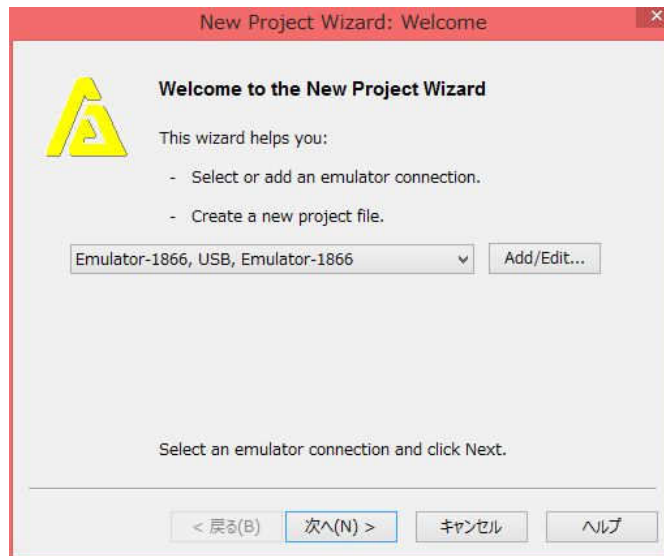 New Project Wizard: Welcome
Welcome to the New Project Wizard
This wizard helps you:
- Select or add an emulator connection.
- Create a new project file.
Emulator-1866, USB, Emulator-1866 Add/Edit...
Select an emulator connection and click Next.
< 戻る(B) 次へ(N) > キャンセル ヘルプ